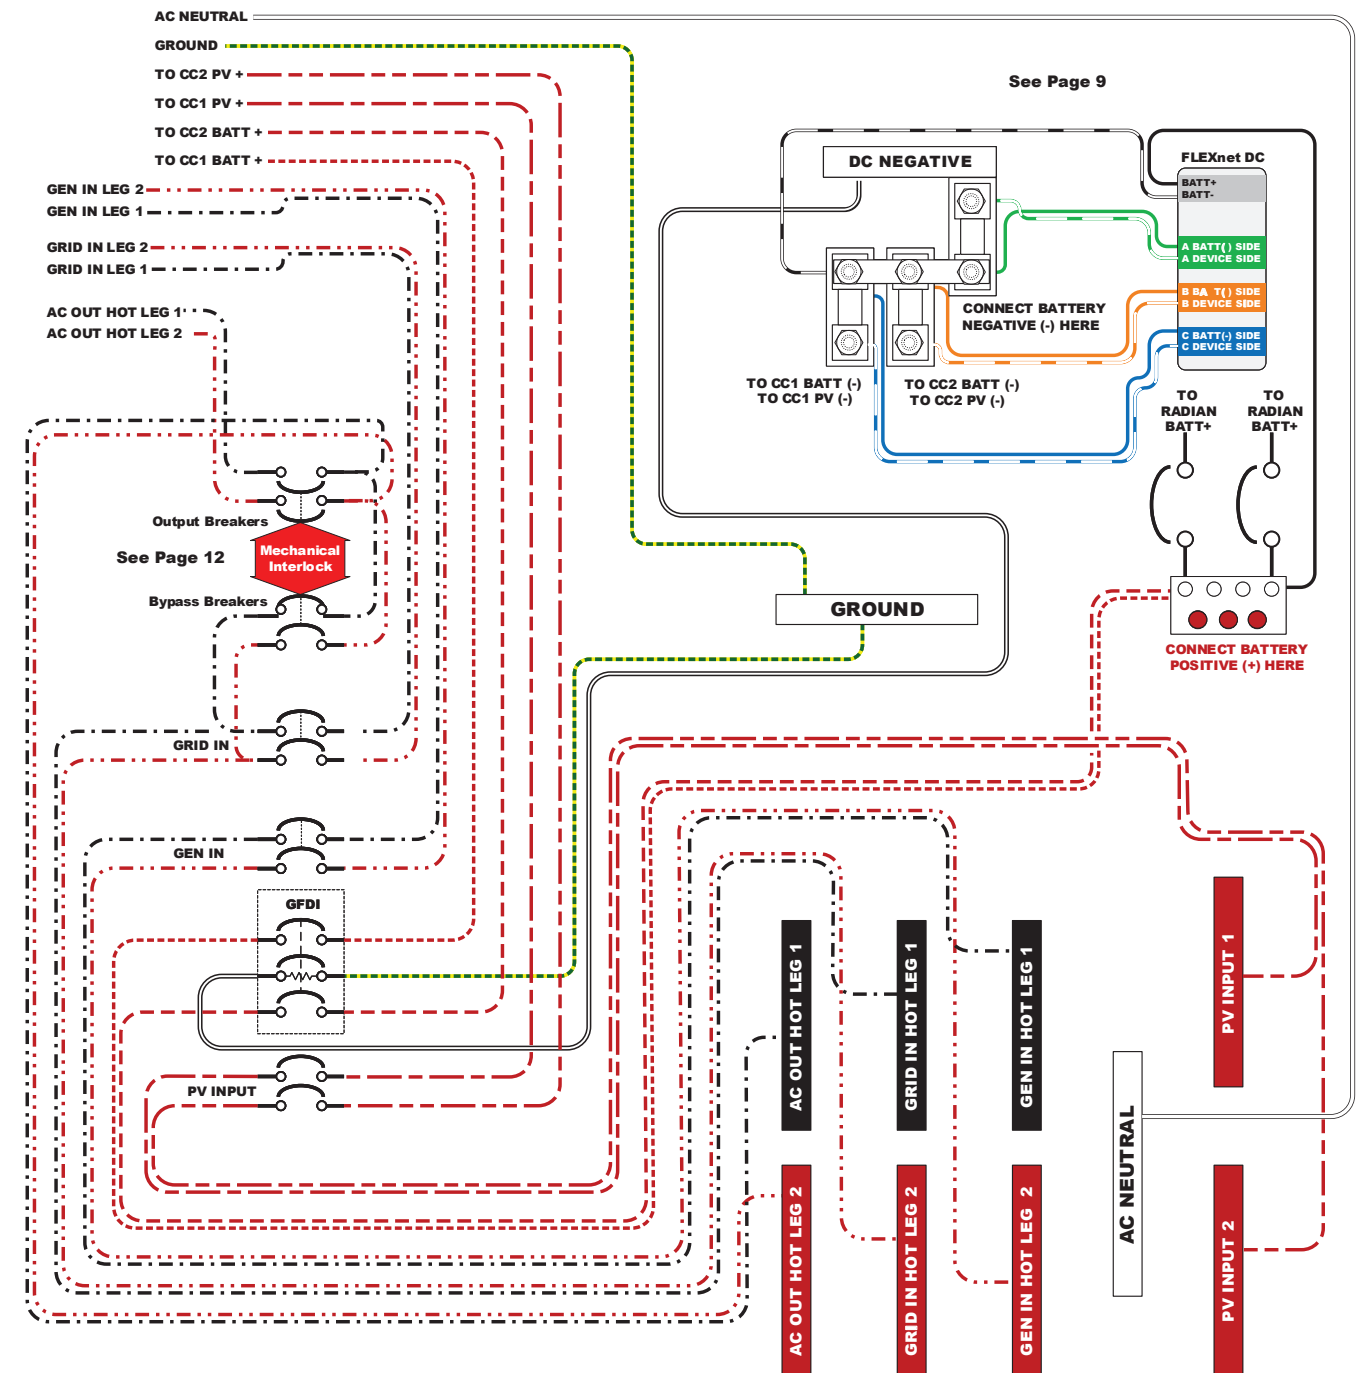 AC NEUTRAL
GROUND
TO CC2 PV +
TO CC1 PV +
TO CC2 BATT +
TO CC1 BATT +
GEN IN LEG 2
GEN IN LEG 1
GRID IN LEG 2
GRID IN LEG 1
AC OUT HOT LEG 1
AC OUT HOT LEG 2
See Page 9
DC NEGATIVE
FLEXnet DC
BATT+
BATT-
A BATT( ) SIDE
A DEVICE SIDE
B BA T( ) SIDE
B DEVICE SIDE
C BATT(-) SIDE
C DEVICE SIDE
CONNECT BATTERY
NEGATIVE (-) HERE
TO CC1 BATT (-)
TO CC1 PV (-)
TO CC2 BATT (-)
TO CC2 PV (-)
TO
RADIAN
BATT+
TO
RADIAN
BATT+
Output Breakers
See Page 12
Mechanical
Interlock
Bypass Breakers
GROUND
CONNECT BATTERY
POSITIVE (+) HERE
GRID IN
GEN IN
GFDI
PV INPUT
AC OUT HOT LEG 1
GRID IN HOT LEG 1
GEN IN HOT LEG 1
PV INPUT 1
AC NEUTRAL
AC OUT HOT LEG 2
GRID IN HOT LEG 2
GEN IN HOT LEG 2
PV INPUT 2